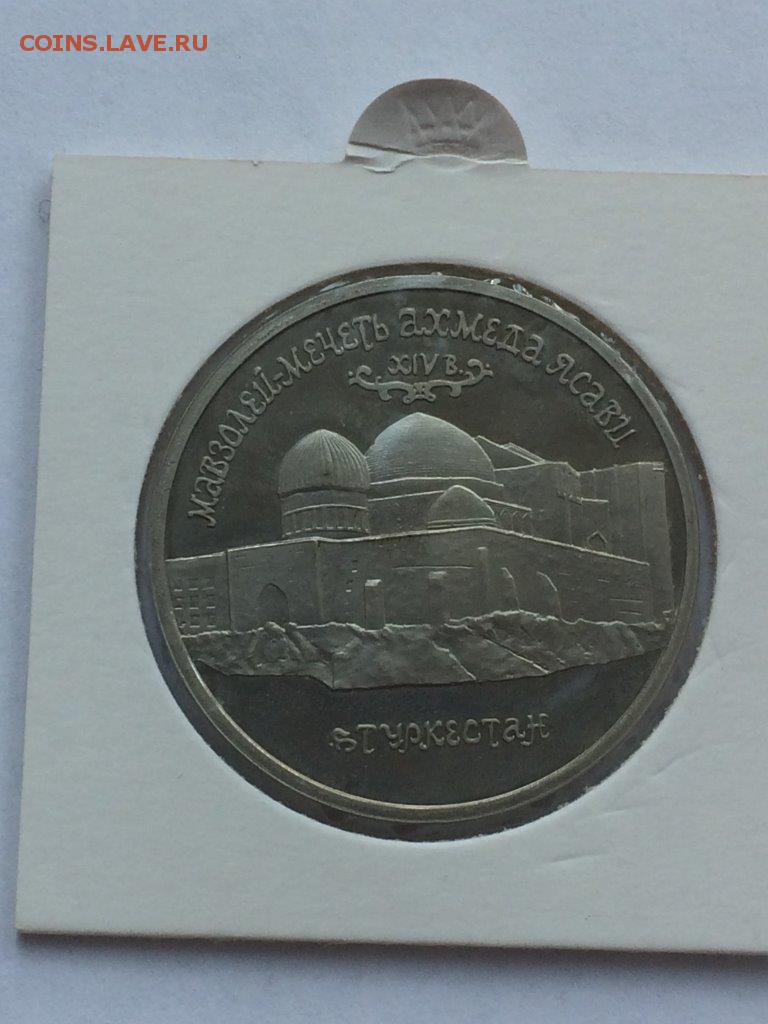 COINS.LAVE.RU
МАВЗОЛЕЙ-МЕЧЕТЬ АХМЕДА ЯСАВИ
XIV В.
г. ТУРКЕСТАН